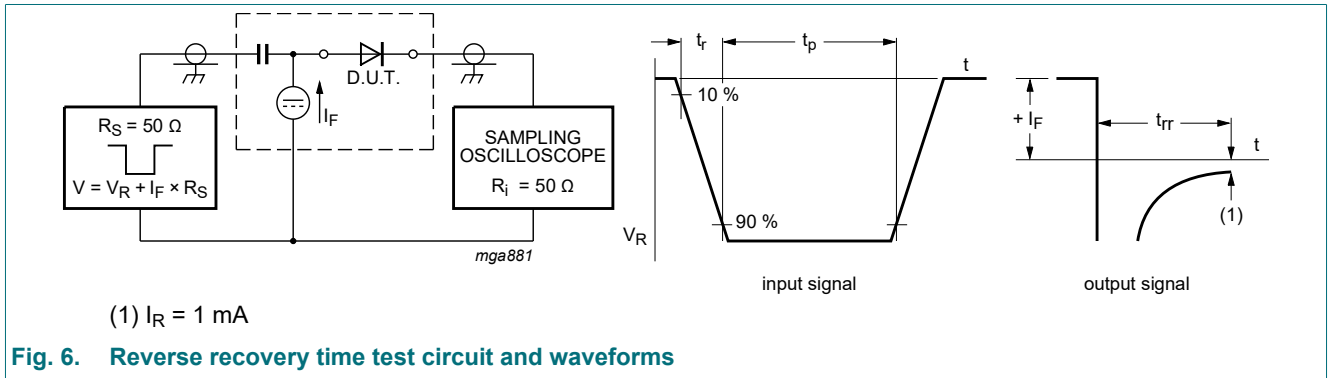 D.U.T.
I_F
R_S = 50 Ω
V = V_R + I_F × R_S
SAMPLING
OSCILLOSCOPE
R_i = 50 Ω
mga881
t_r
t_p
t
10 %
90 %
V_R
input signal
+ I_F
t_rr
t
(1)
output signal
(1) I_R = 1 mA
Fig. 6. Reverse recovery time test circuit and waveforms